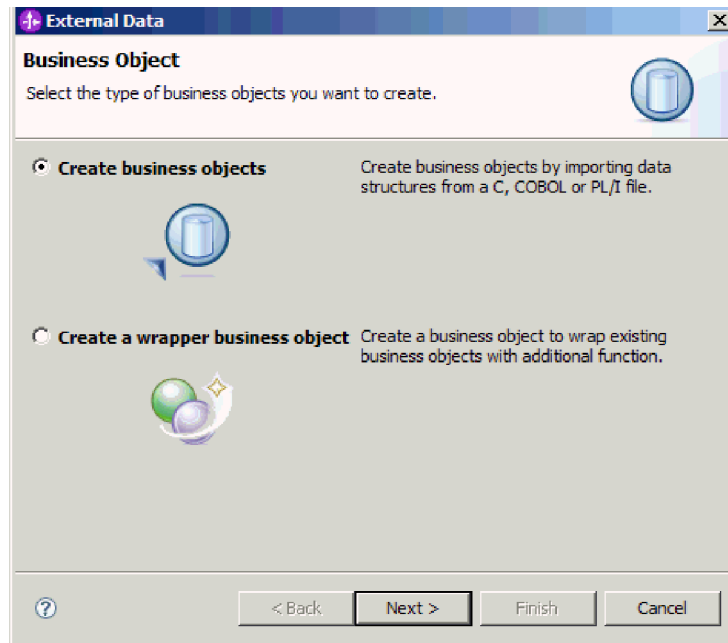 External Data
Business Object
Select the type of business objects you want to create.
Create business objects
Create business objects by importing data
structures from a C, COBOL or PL/I file.
Create a wrapper business object
Create a business object to wrap existing
business objects with additional function.
< Back
Next >
Finish
Cancel